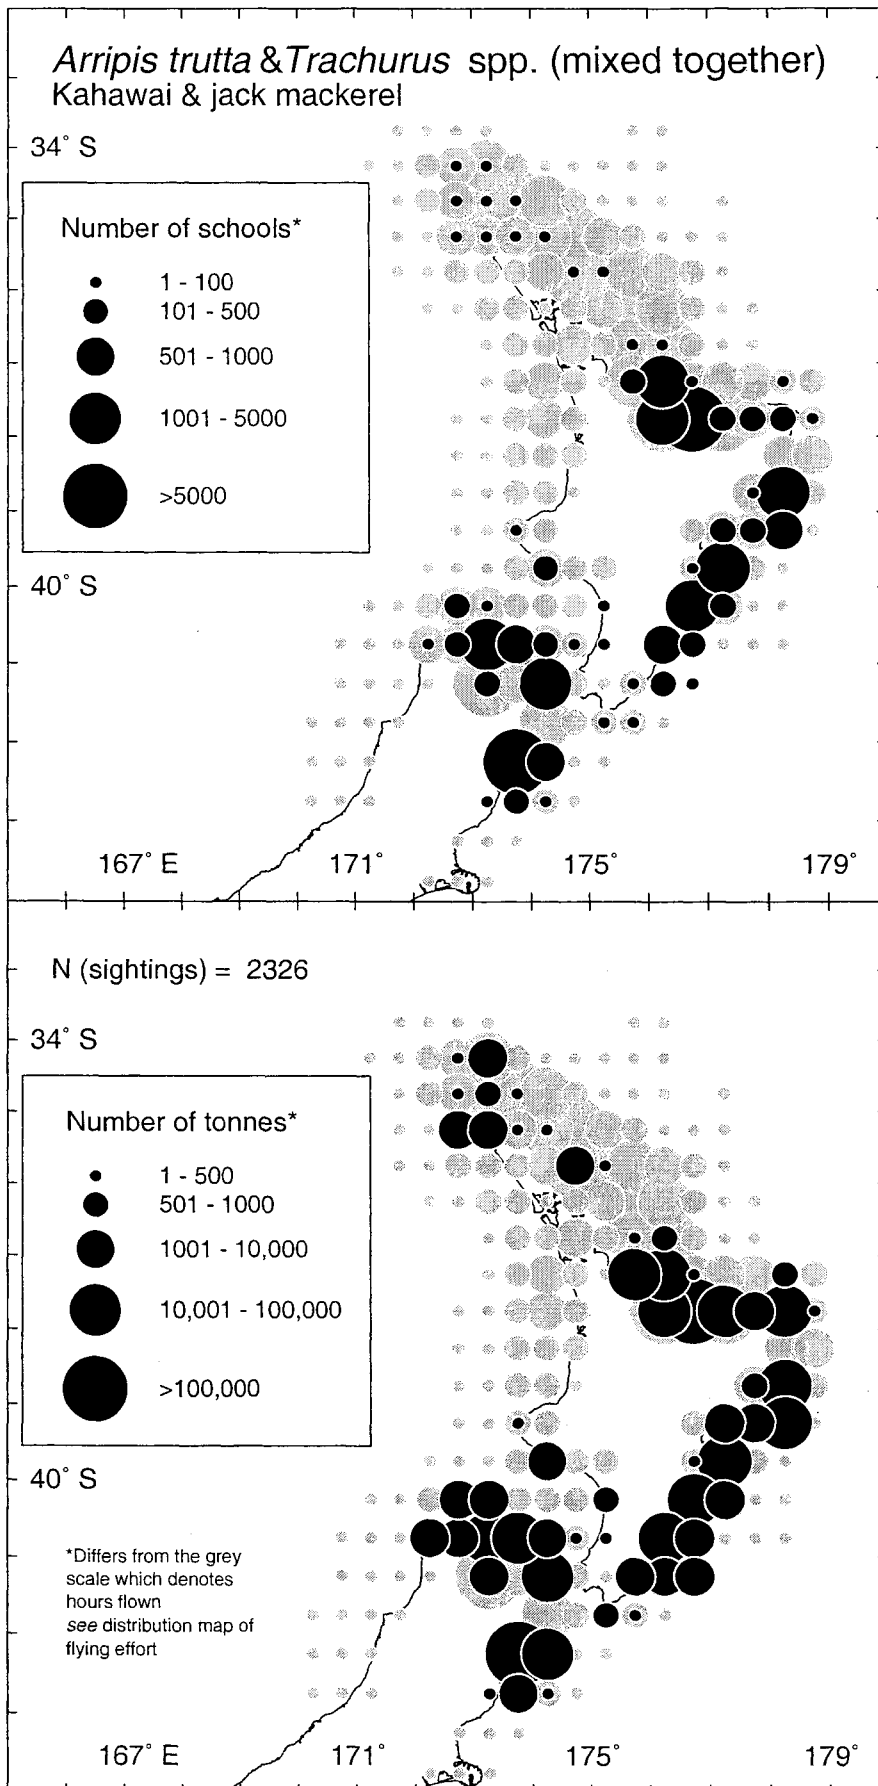 Arripis trutta & Trachurus spp. (mixed together)
Kahawai & jack mackerel
34° S
Number of schools*
1 - 100
101 - 500
501 - 1000
1001 - 5000
>5000
40° S
167° E
171°
175°
179°
N (sightings) = 2326
34° S
Number of tonnes*
1 - 500
501 - 1000
1001 - 10,000
10,001 - 100,000
>100,000
40° S
*Differs from the grey
scale which denotes
hours flown
see distribution map of
flying effort
167° E
171°
175°
179°